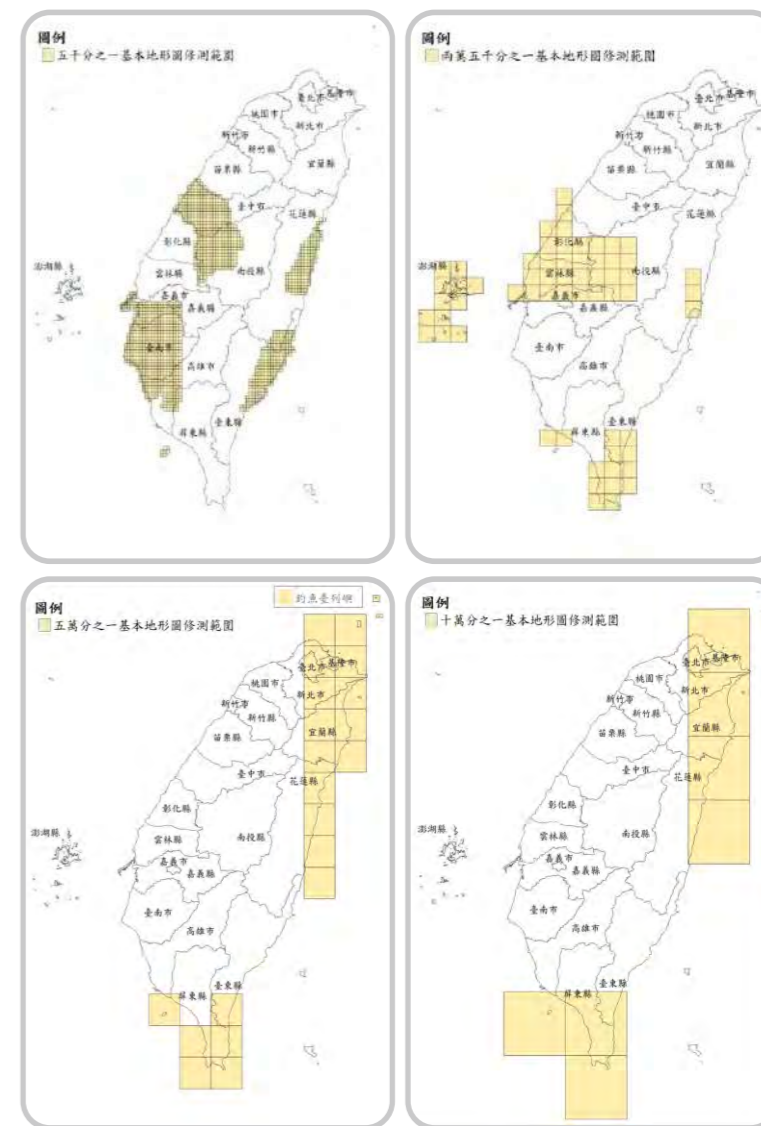 圖例
五千分之一基本地形圖修測範圍
臺北市
基隆市
桃園市
新北市
新竹市
新竹縣
宜蘭縣
苗栗縣
臺中市
花蓮縣
彰化縣
澎湖縣
雲林縣
南投縣
嘉義市
嘉義縣
臺南市
高雄市
臺東縣
屏東縣
圖例
兩萬五千分之一基本地形圖修測範圍
臺北市
基隆市
桃園市
新北市
新竹市
新竹縣
宜蘭縣
苗栗縣
臺中市
花蓮縣
彰化縣
澎湖縣
雲林縣
南投縣
嘉義市
嘉義縣
臺南市
高雄市
臺東縣
屏東縣
釣魚臺列嶼
圖例
五萬分之一基本地形圖修測範圍
臺北市
基隆市
桃園市
新北市
新竹市
新竹縣
宜蘭縣
苗栗縣
臺中市
花蓮縣
彰化縣
澎湖縣
雲林縣
南投縣
嘉義市
嘉義縣
臺南市
高雄市
臺東縣
屏東縣
圖例
十萬分之一基本地形圖修測範圍
臺北市
基隆市
桃園市
新北市
新竹市
新竹縣
宜蘭縣
苗栗縣
臺中市
花蓮縣
彰化縣
澎湖縣
雲林縣
南投縣
嘉義市
嘉義縣
臺南市
高雄市
臺東縣
屏東縣